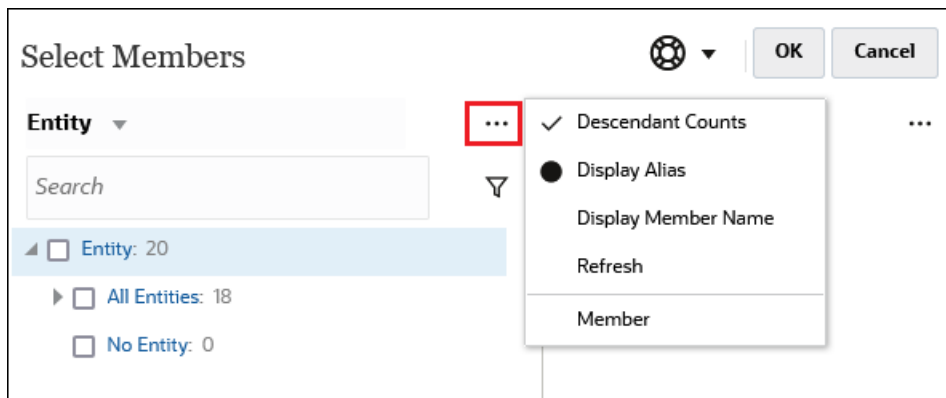 Select Members
OK
Cancel
Entity
Search
Entity: 20
All Entities: 18
No Entity: 0
Descendant Counts
Display Alias
Display Member Name
Refresh
Member